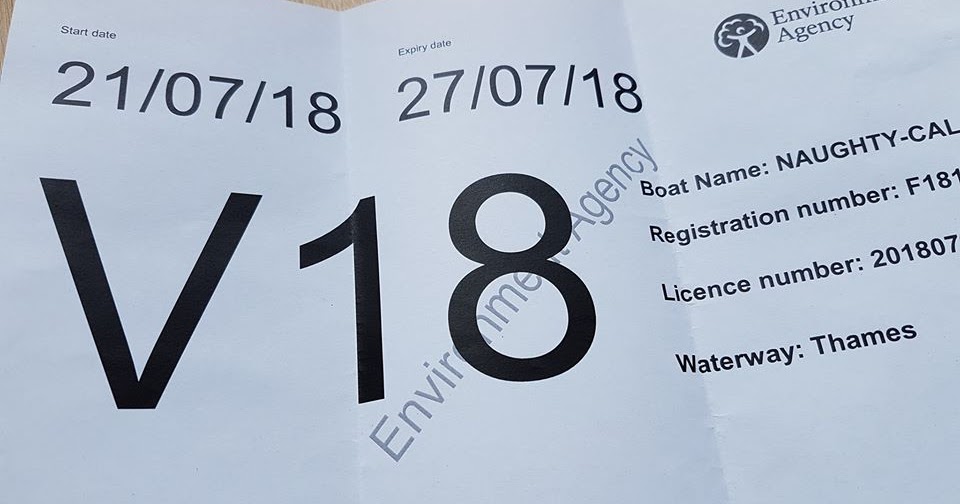 Start date
21/07/18
Expiry date
27/07/18
V18
Environment Agency
Environm
Agency
Boat Name: NAUGHTY-CAL
Registration number: F181
Licence number: 201807
Waterway: Thames